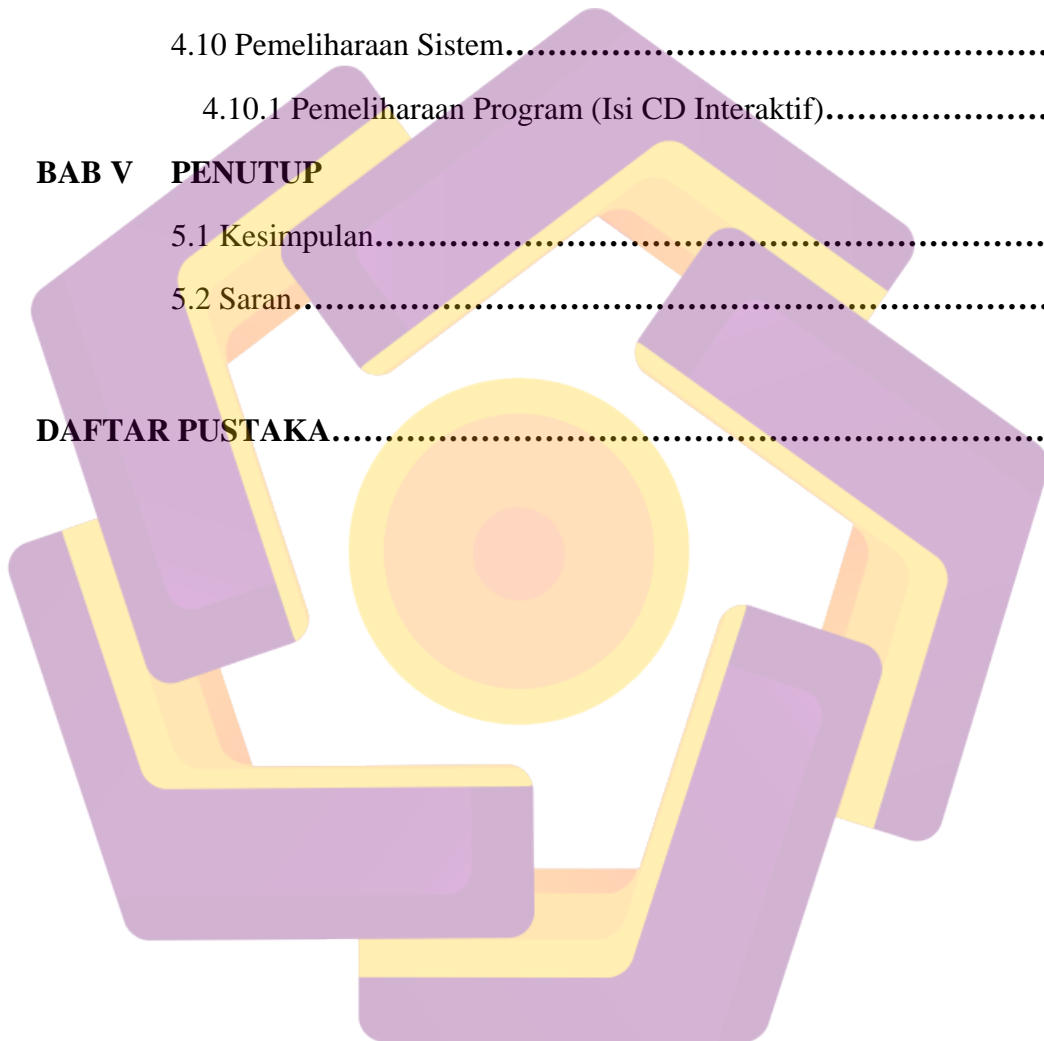 4.10 Pemeliharaan Sistem................................................................
4.10.1 Pemeliharaan Program (Isi CD Interaktif)..........................
BAB V PENUTUP
5.1 Kesimpulan................................................................................
5.2 Saran..........................................................................................
DAFTAR PUSTAKA..........................................................................